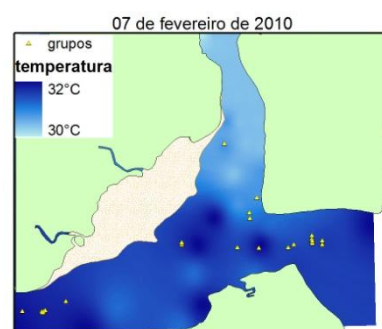 07 de fevereiro de 2010
grupos
temperatura
32°C
30°C